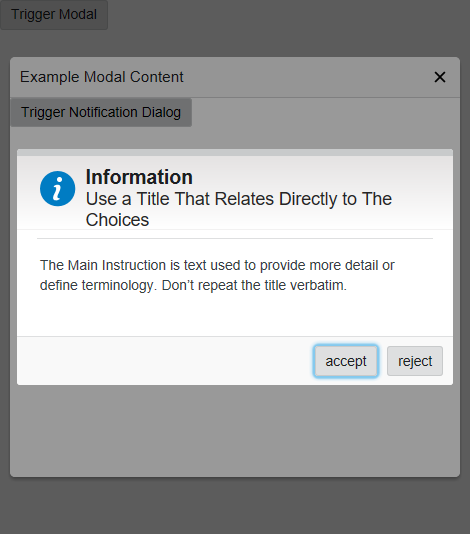 Trigger Modal
Example Modal Content
Trigger Notification Dialog
Information
Use a Title That Relates Directly to The
Choices
The Main Instruction is text used to provide more detail or
define terminology. Don’t repeat the title verbatim.
accept
reject